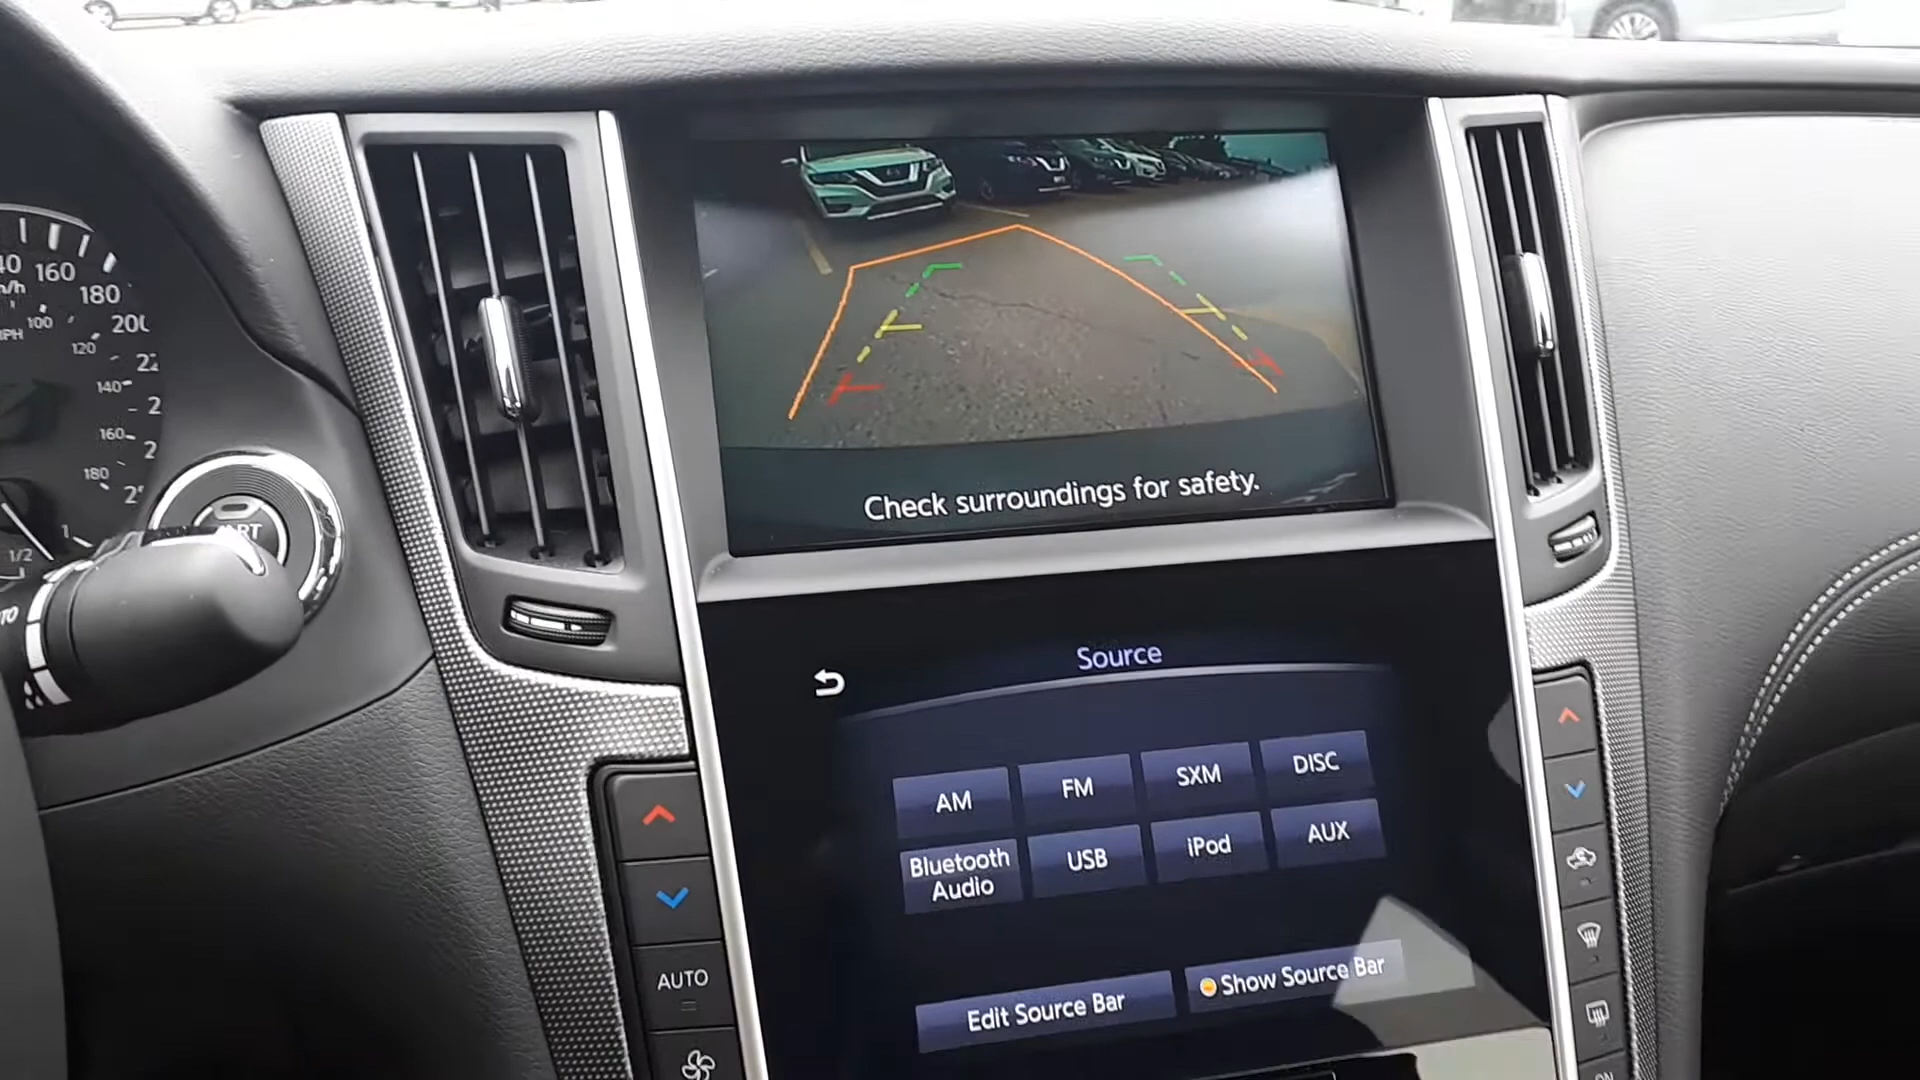 160
180
100
120
140
160
180
1/2
1
Check surroundings for safety.
Source
AM
FM
SXM
DISC
Bluetooth
Audio
USB
iPod
AUX
Edit Source Bar
Show Source Bar
AUTO